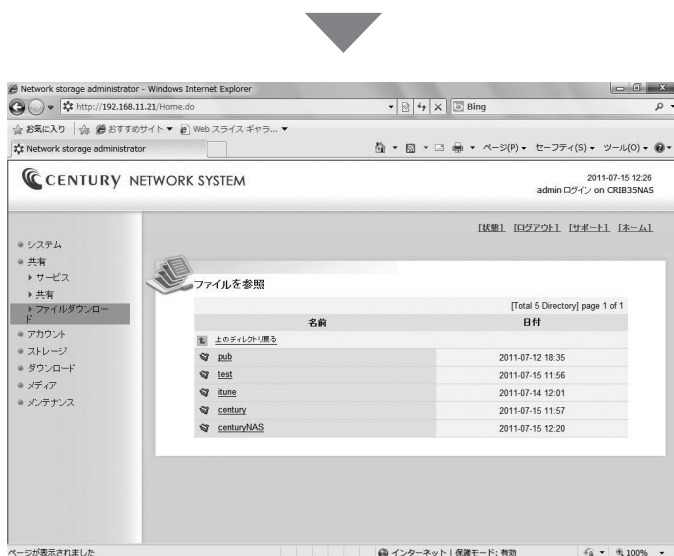 Network storage administrator - Windows Internet Explorer
http://192.168.11.21/Home.do
Bing
お気に入り
おすすめサイト
Web スライス ギャラ...
Network storage administrator
ページ(P)
セーフティ(S)
ツール(O)
CENTURY NETWORK SYSTEM
2011-07-15 12:26
admin ログイン on CRIB35NAS
[状態] [ログアウト] [サポート] [ホーム]
システム
共有
サービス
共有
ファイルダウンロー
ド
アカウント
ストレージ
ダウンロード
メディア
メンテナンス
ファイルを参照
[Total 5 Directory] page 1 of 1
名前 日付
上のディレクトリ戻る
pub 2011-07-12 18:35
test 2011-07-15 11:56
itune 2011-07-14 12:01
century 2011-07-15 11:57
centuryNAS 2011-07-15 12:20
ページが表示されました
インターネット | 保護モード: 有効
100%